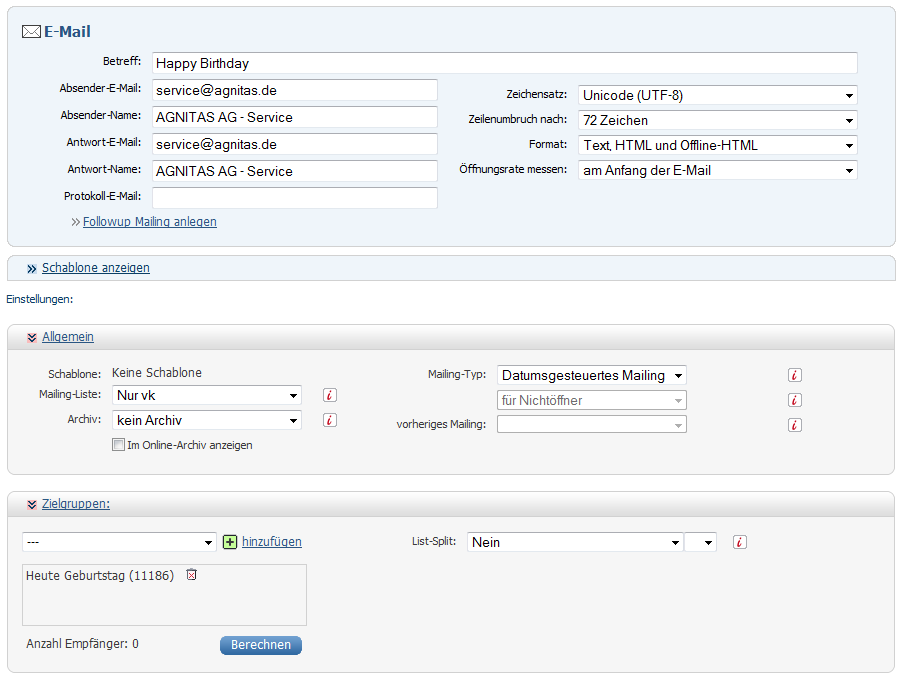 E-Mail
Betreff: Happy Birthday
Absender-E-Mail: service@agnitas.de
Absender-Name: AGNITAS AG - Service
Antwort-E-Mail: service@agnitas.de
Antwort-Name: AGNITAS AG - Service
Protokoll-E-Mail:
Zeichensatz: Unicode (UTF-8)
Zeilenumbruch nach: 72 Zeichen
Format: Text, HTML und Offline-HTML
Öffnungsrate messen: am Anfang der E-Mail
Followup Mailing anlegen
Schablone anzeigen
Einstellungen:
Allgemein
Schablone: Keine Schablone
Mailing-Liste: Nur vk
Archiv: kein Archiv
Im Online-Archiv anzeigen
Mailing-Typ: Datumsgesteuertes Mailing
für Nichtöffner
vorheriges Mailing:
Zielgruppen:
--- hinzufügen
List-Split: Nein
Heute Geburtstag (11186)
Anzahl Empfänger: 0 Berechnen